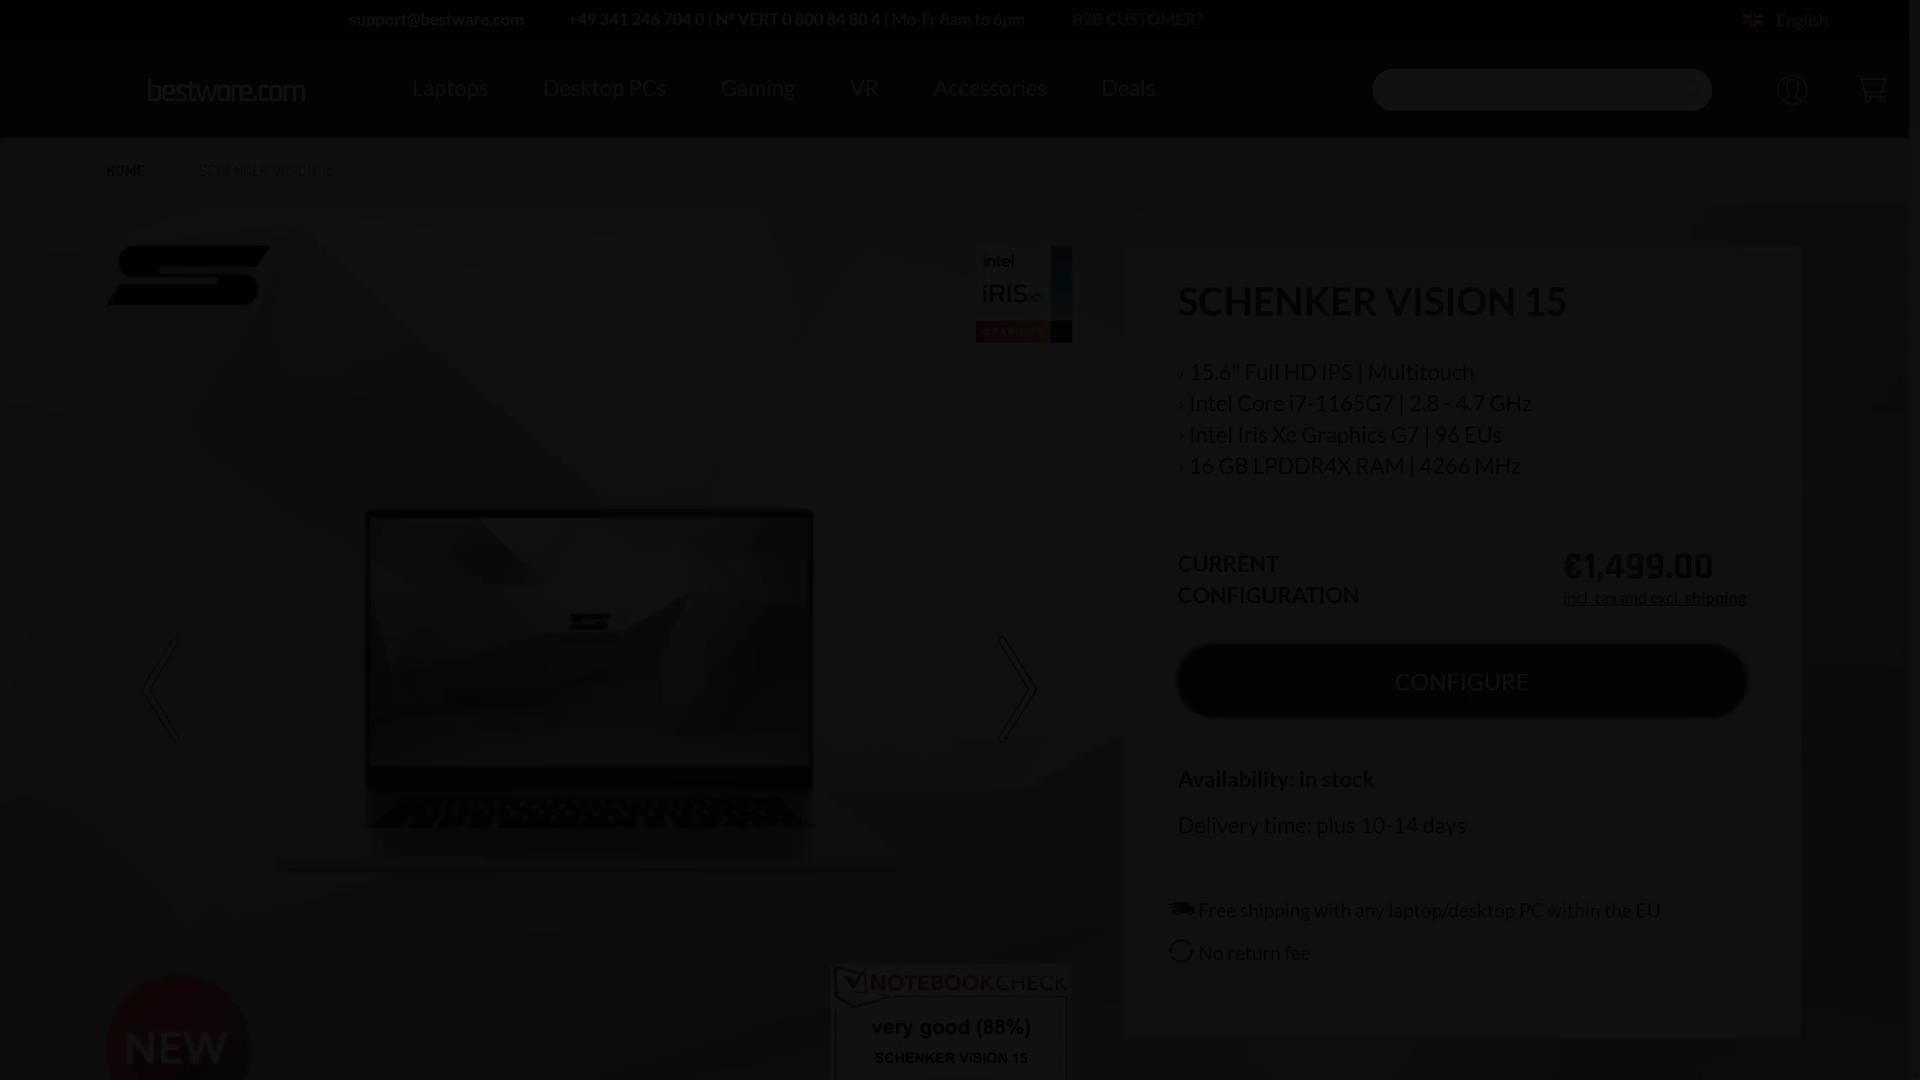 support@bestware.com +49 341 246 704 0 | N° VERT 0 800 84 80 4 | Mo-Fr 8am to 6pm B2B CUSTOMER? English
bestware.com Laptops Desktop PCs Gaming VR Accessories Deals
HOME SCHENKER VISION 15
intel
iRIS xe
GRAPHICS
SCHENKER VISION 15
› 15.6" Full HD IPS | Multitouch
› Intel Core i7-1165G7 | 2.8 - 4.7 GHz
› Intel Iris Xe Graphics G7 | 96 EUs
› 16 GB LPDDR4X RAM | 4266 MHz
CURRENT
CONFIGURATION
€1,499.00
incl. tax and excl. shipping
CONFIGURE
Availability: in stock
Delivery time: plus 10-14 days
Free shipping with any laptop/desktop PC within the EU
No return fee
NEW
NOTEBOOKCHECK
very good (88%)
SCHENKER VISION 15